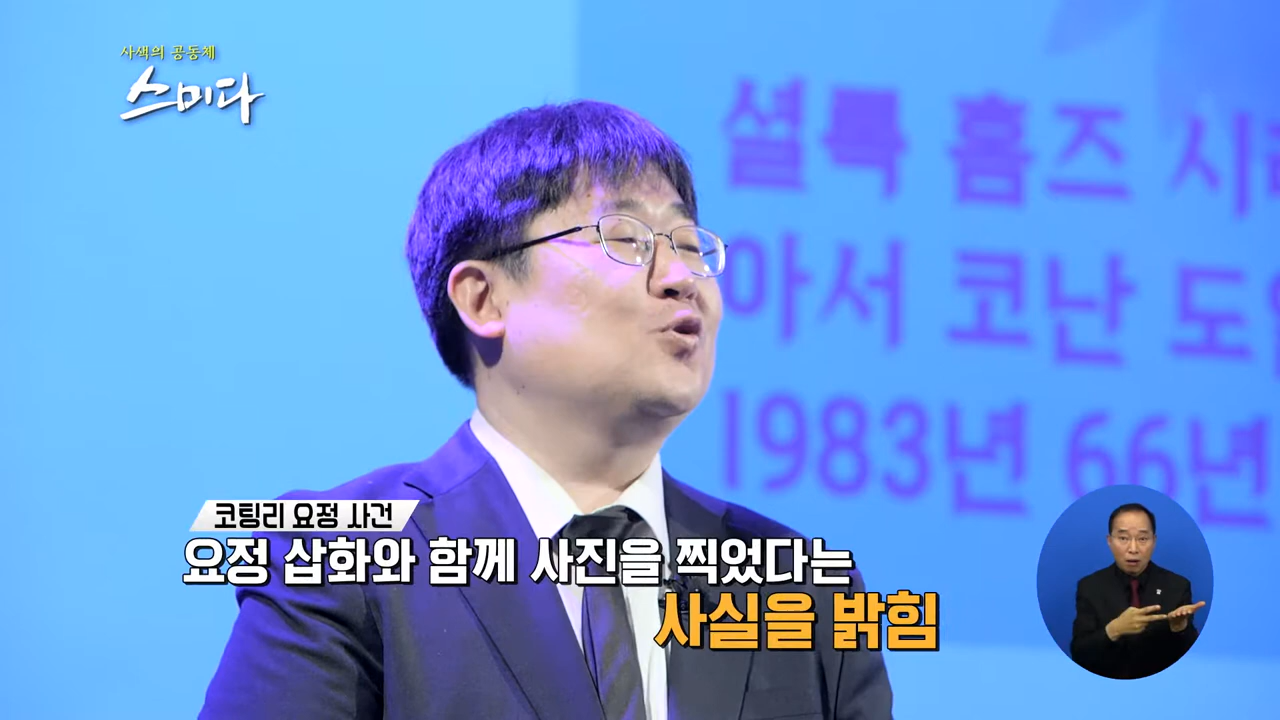 사색의 공동체
스미다
셜록 홈즈 시
아서 코난 도
1983년 66년
코팅리 요정 사건
요정 삽화와 함께 사진을 찍었다는
사실을 밝힘